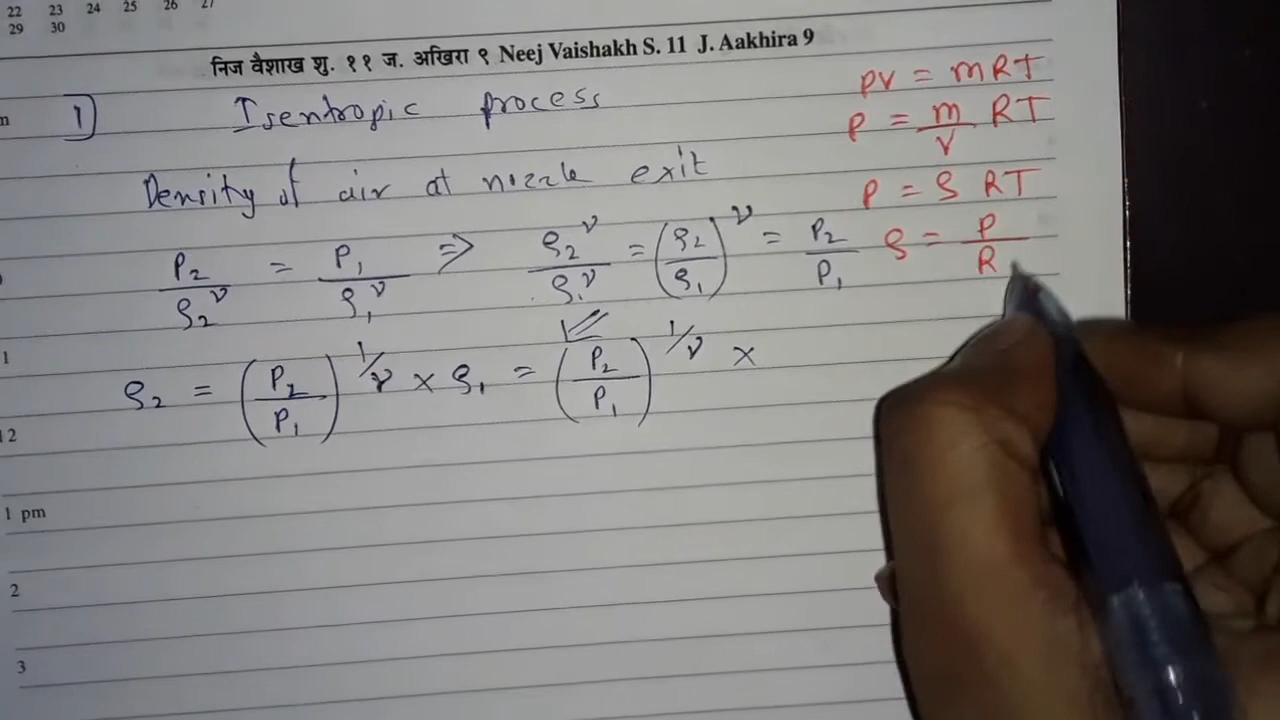 22 23 24 25 26 27
29 30
निज वैशाख शु. ११ ज. अखिरा ९ Neej Vaishakh S. 11 J. Aakhira 9
1] Isentropic process
PV = mRT
P = m/V RT
Density of air at nozzle exit
P = ρ RT
P₂/ρ₂^γ = P₁/ρ₁^γ ⇒ ρ₂^γ/ρ₁^γ = (ρ₂/ρ₁)^γ = P₂/P₁
ρ = P/R
ρ₂ = (P₂/P₁)^1/γ × ρ₁ = (P₂/P₁)^1/γ ×
1
12
1 pm
2
3